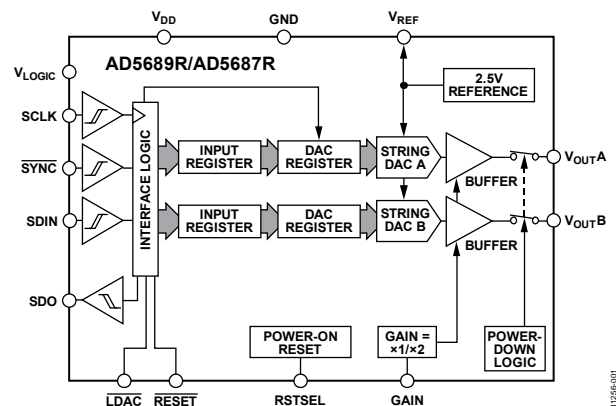 VDD
GND
VREF
VLOGIC
AD5689R/AD5687R
2.5V
REFERENCE
SCLK
SYNC
SDIN
SDO
INTERFACE LOGIC
INPUT
REGISTER
DAC
REGISTER
STRING
DAC A
BUFFER
VOUTA
INPUT
REGISTER
DAC
REGISTER
STRING
DAC B
BUFFER
VOUTB
POWER-ON
RESET
GAIN =
×1/×2
POWER-
DOWN
LOGIC
LDAC
RESET
RSTSEL
GAIN
11256-001